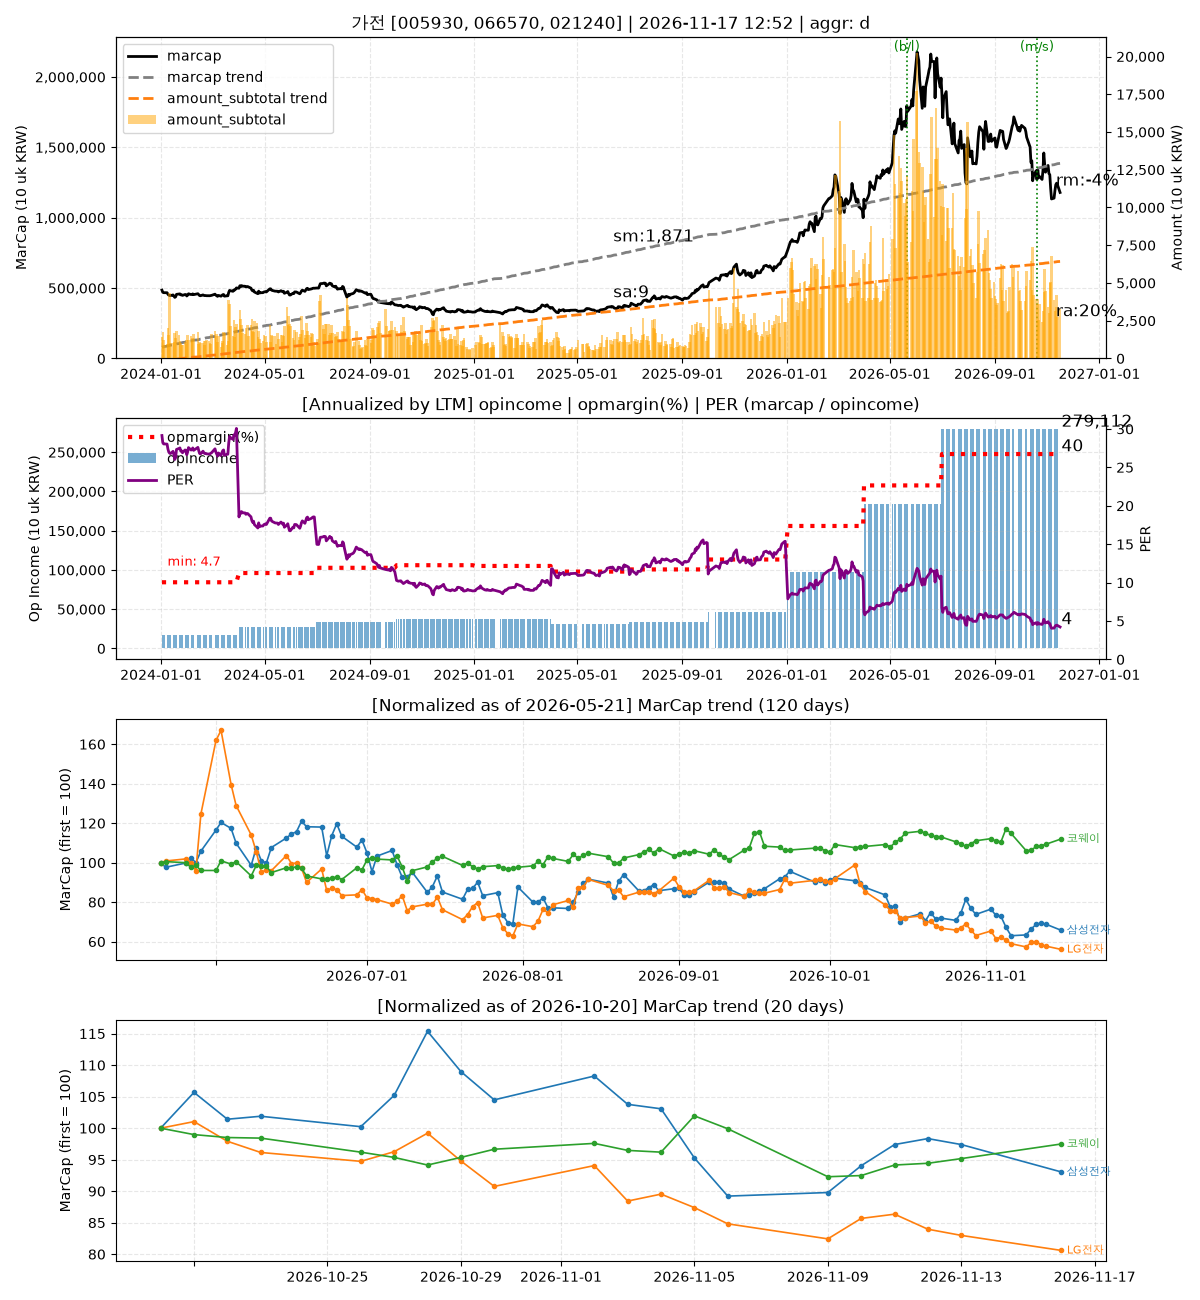 가전 [005930, 066570, 021240] | 2026-11-17 12:52 | aggr: d
marcap
marcap trend
amount_subtotal trend
amount_subtotal
(b/l)
(m/s)
MarCap (10 uk KRW)
2,000,000
1,500,000
1,000,000
500,000
0
20,000
17,500
15,000
12,500
10,000
7,500
5,000
2,500
0
Amount (10 uk KRW)
rm:-4%
sm:1,871
sa:9
ra:20%
2024-01-01
2024-05-01
2024-09-01
2025-01-01
2025-05-01
2025-09-01
2026-01-01
2026-05-01
2026-09-01
2027-01-01
[Annualized by LTM] opincome | opmargin(%) | PER (marcap / opincome)
opmargin(%)
opincome
PER
279,112
40
min: 4.7
4
Op Income (10 uk KRW)
250,000
200,000
150,000
100,000
50,000
0
30
25
20
15
10
5
0
PER
2024-01-01
2024-05-01
2024-09-01
2025-01-01
2025-05-01
2025-09-01
2026-01-01
2026-05-01
2026-09-01
2027-01-01
[Normalized as of 2026-05-21] MarCap trend (120 days)
MarCap (first = 100)
160
140
120
100
80
60
코웨이
삼성전자
LG전자
2026-07-01
2026-08-01
2026-09-01
2026-10-01
2026-11-01
[Normalized as of 2026-10-20] MarCap trend (20 days)
MarCap (first = 100)
115
110
105
100
95
90
85
80
코웨이
삼성전자
LG전자
2026-10-25
2026-10-29
2026-11-01
2026-11-05
2026-11-09
2026-11-13
2026-11-17